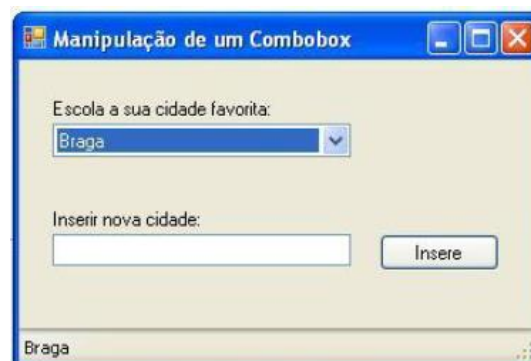 Manipulação de um Combobox
Escola a sua cidade favorita:
Braga
Inserir nova cidade:
Insere
Braga